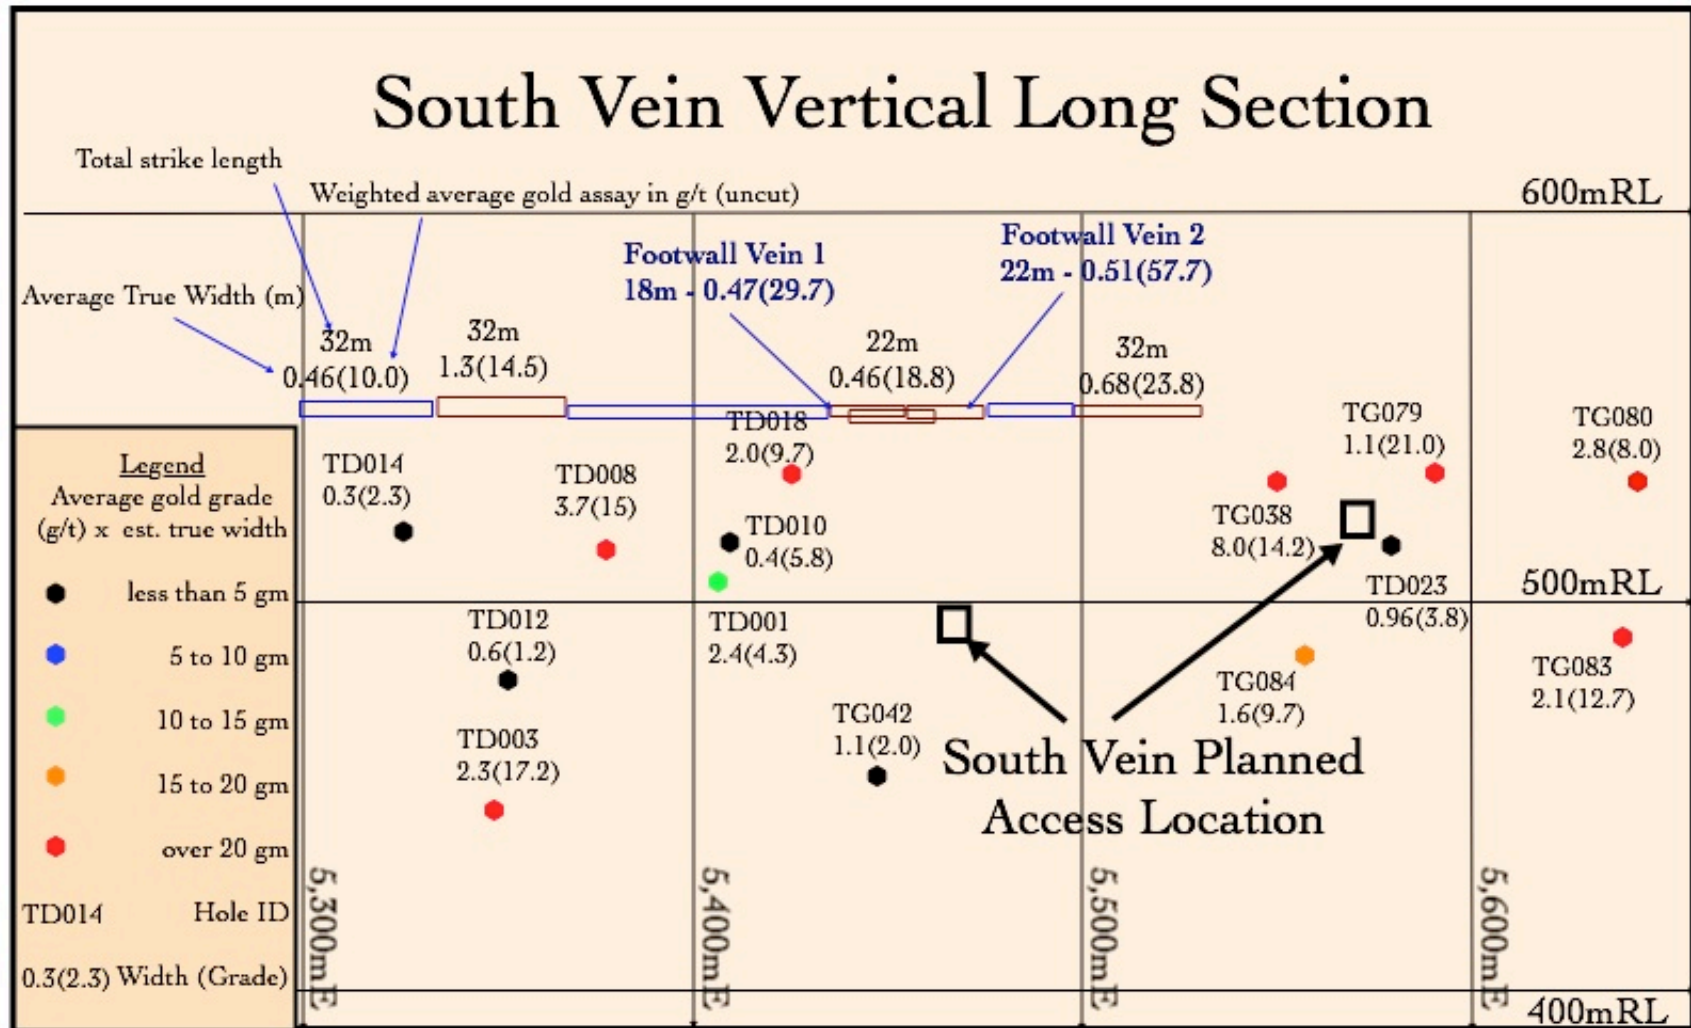 South Vein Vertical Long Section
Total strike length
Weighted average gold assay in g/t (uncut)
600mRL
Footwall Vein 1
18m - 0.47(29.7)
Footwall Vein 2
22m - 0.51(57.7)
Average True Width (m)
32m
0.46(10.0)
32m
1.3(14.5)
22m
0.46(18.8)
32m
0.68(23.8)
TD018
2.0(9.7)
TG079
1.1(21.0)
TG080
2.8(8.0)
TD014
0.3(2.3)
TD008
3.7(15)
TD010
0.4(5.8)
TG038
8.0(14.2)
500mRL
TD023
0.96(3.8)
TD012
0.6(1.2)
TD001
2.4(4.3)
TG084
1.6(9.7)
TG083
2.1(12.7)
TD003
2.3(17.2)
TG042
1.1(2.0)
South Vein Planned
Access Location
Legend
Average gold grade
(g/t) x est. true width
less than 5 gm
5 to 10 gm
10 to 15 gm
15 to 20 gm
over 20 gm
TD014 Hole ID
0.3(2.3) Width (Grade)
5,300mE
5,400mE
5,500mE
5,600mE
400mRL